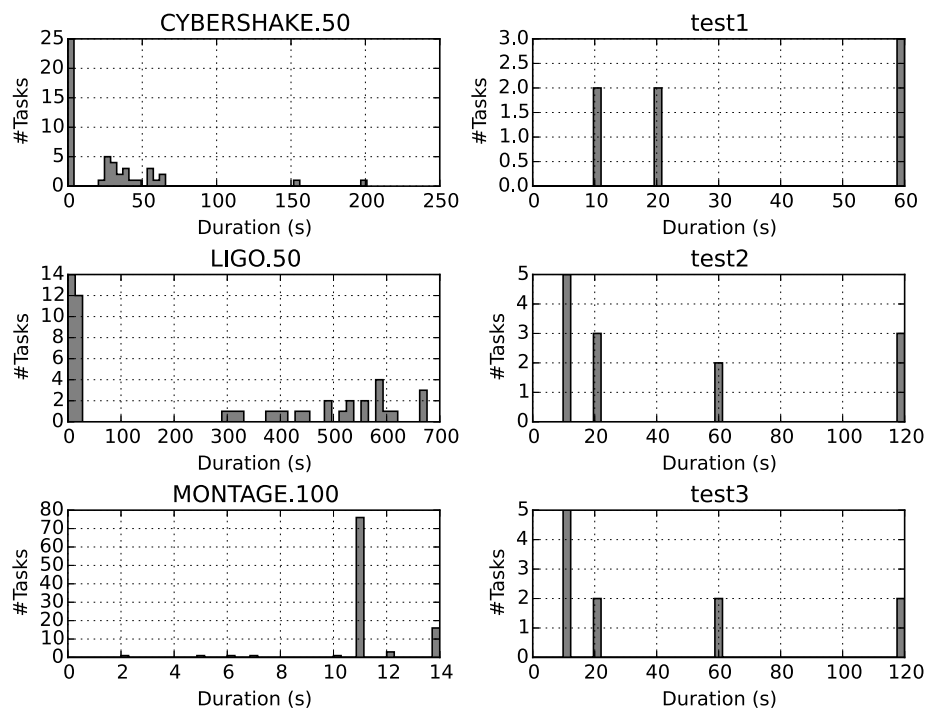 CYBERSHAKE.50
25
20
15
10
5
0
#Tasks
0 50 100 150 200 250
Duration (s)
test1
3.0
2.5
2.0
1.5
1.0
0.5
0.0
#Tasks
0 10 20 30 40 50 60
Duration (s)
LIGO.50
14
12
10
8
6
4
2
0
#Tasks
0 100 200 300 400 500 600 700
Duration (s)
test2
5
4
3
2
1
0
#Tasks
0 20 40 60 80 100 120
Duration (s)
MONTAGE.100
80
70
60
50
40
30
20
10
0
#Tasks
0 2 4 6 8 10 12 14
Duration (s)
test3
5
4
3
2
1
0
#Tasks
0 20 40 60 80 100 120
Duration (s)